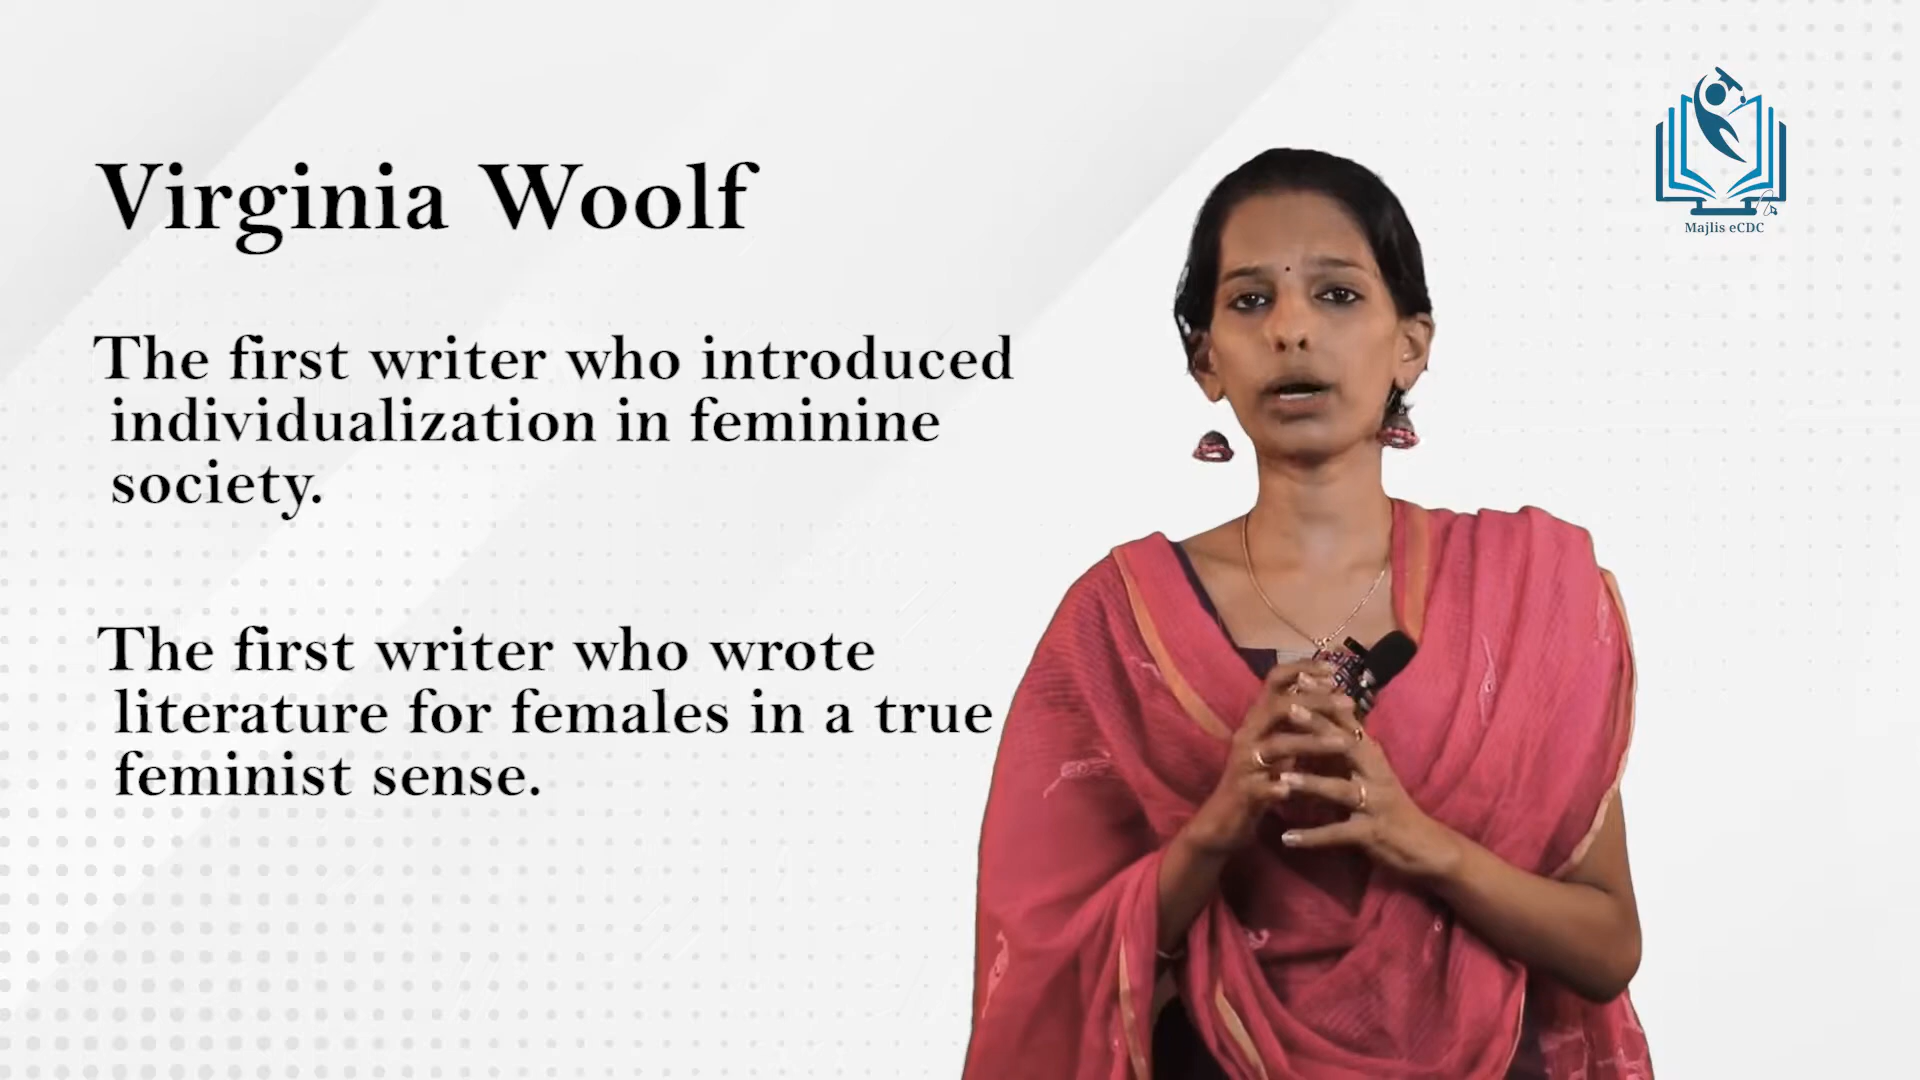 Virginia Woolf
The first writer who introduced
individualization in feminine
society.
The first writer who wrote
literature for females in a true
feminist sense.
Majlis eCDC